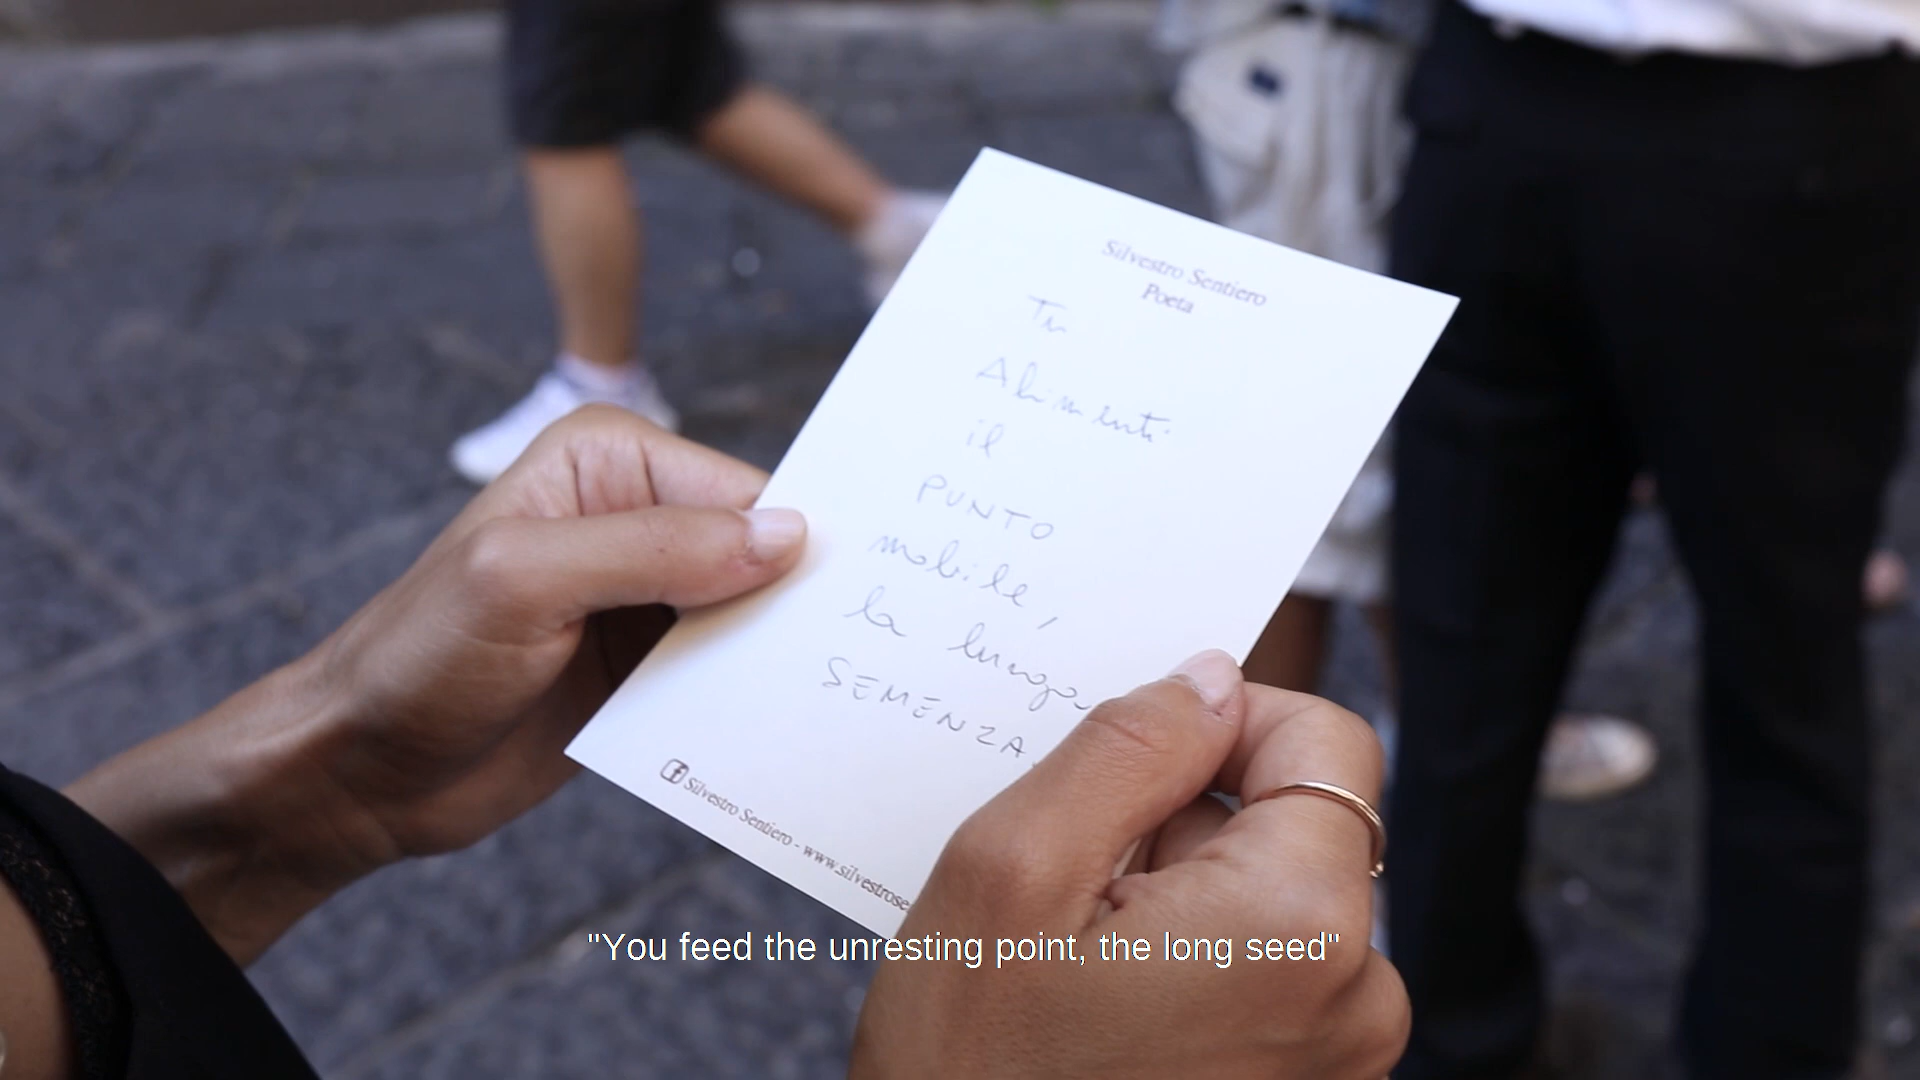 Silvestro Sentiero
Poeta
Tu
Alimenti
il
PUNTO
mobile,
la lunga
SEMENZA.
Silvestro Sentiero - www.silvestrose
"You feed the unresting point, the long seed"